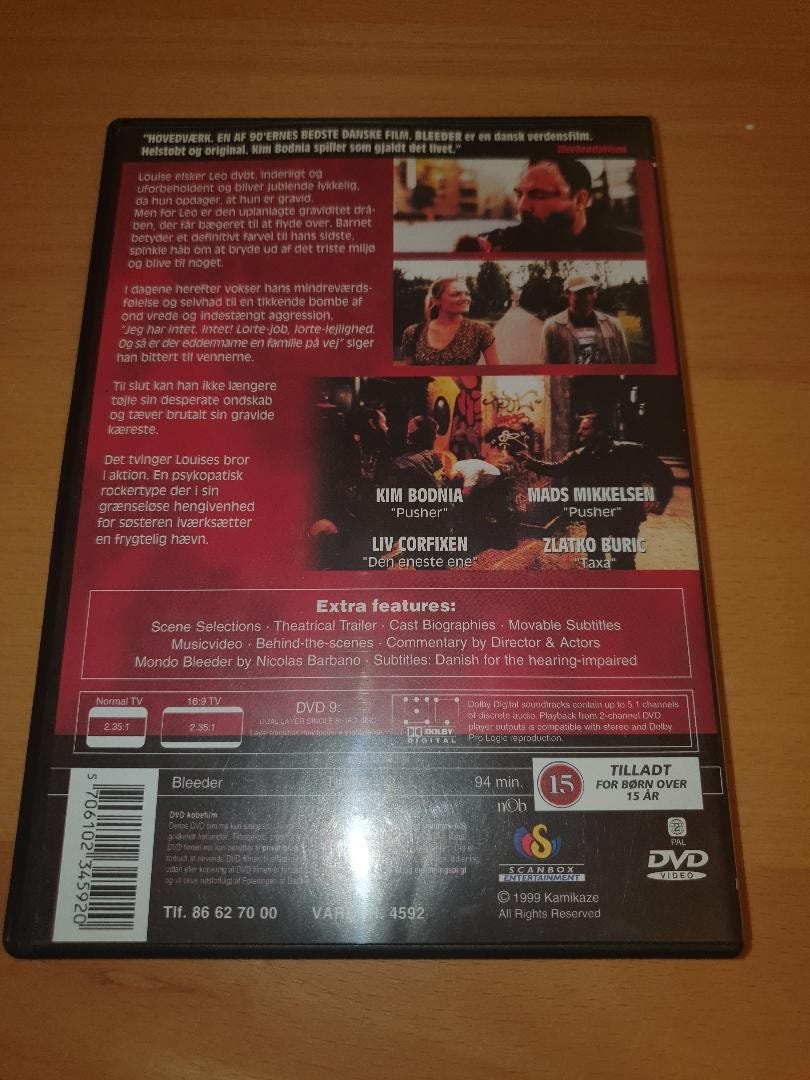 "HOVEDVÆRK. EN AF 90'ERNES BEDSTE DANSKE FILM. BLEEDER er en dansk verdensfilm.
Helstøbt og original. Kim Bodnia spiller som gjaldt det livet." Weekendavisen
Louise elsker Leo dybt, inderligt og
uforbeholdent og bliver jublende lykkelig,
da hun opdager, at hun er gravid.
Men for Leo er den uplanlagte graviditet drå-
ben, der får bægeret til at flyde over. Barnet
betyder et definitivt farvel til hans sidste,
spinkle håb om at bryde ud af det triste miljø
og blive til noget.
I dagene herefter vokser hans mindreværds-
følelse og selvhad til en tikkende bombe af
ond vrede og indestængt aggression.
"Jeg har intet. Intet! Lorte-job, lorte-lejlighed.
Og så er der eddermame en familie på vej" siger
han bittert til vennerne.
Til slut kan han ikke længere
tøjle sin desperate ondskab
og tæver brutalt sin gravide
kæreste.
Det tvinger Louises bror
i aktion. En psykopatisk
rockertype der i sin
grænseløse hengivenhed
for søsteren iværksætter
en frygtelig hævn.
KIM BODNIA
"Pusher"
MADS MIKKELSEN
"Pusher"
LIV CORFIXEN
"Den eneste ene"
ZLATKO BURIC
"Taxa"
Extra features:
Scene Selections · Theatrical Trailer · Cast Biographies · Movable Subtitles
Musicvideo · Behind-the-scenes · Commentary by Director & Actors
Mondo Bleeder by Nicolas Barbano · Subtitles: Danish for the hearing-impaired
Normal TV
2.35:1
16:9 TV
2.35:1
DVD 9:
DUAL LAYER SINGLE
DOLBY
DIGITAL
Dolby Digital soundtracks contain up to 5.1 channels
of discrete audio. Playback from 2-channel DVD
player outputs is compatible with stereo and Dolby
Pro Logic reproduction.
Bleeder
94 min.
15
TILLADT
FOR BØRN OVER
15 ÅR
nOb
DVD købefilm
SCANBOX
ENTERTAINMENT
2
PAL
DVD
VIDEO
5 706102 345920
Tlf. 86 62 70 00
4592
© 1999 Kamikaze
All Rights Reserved